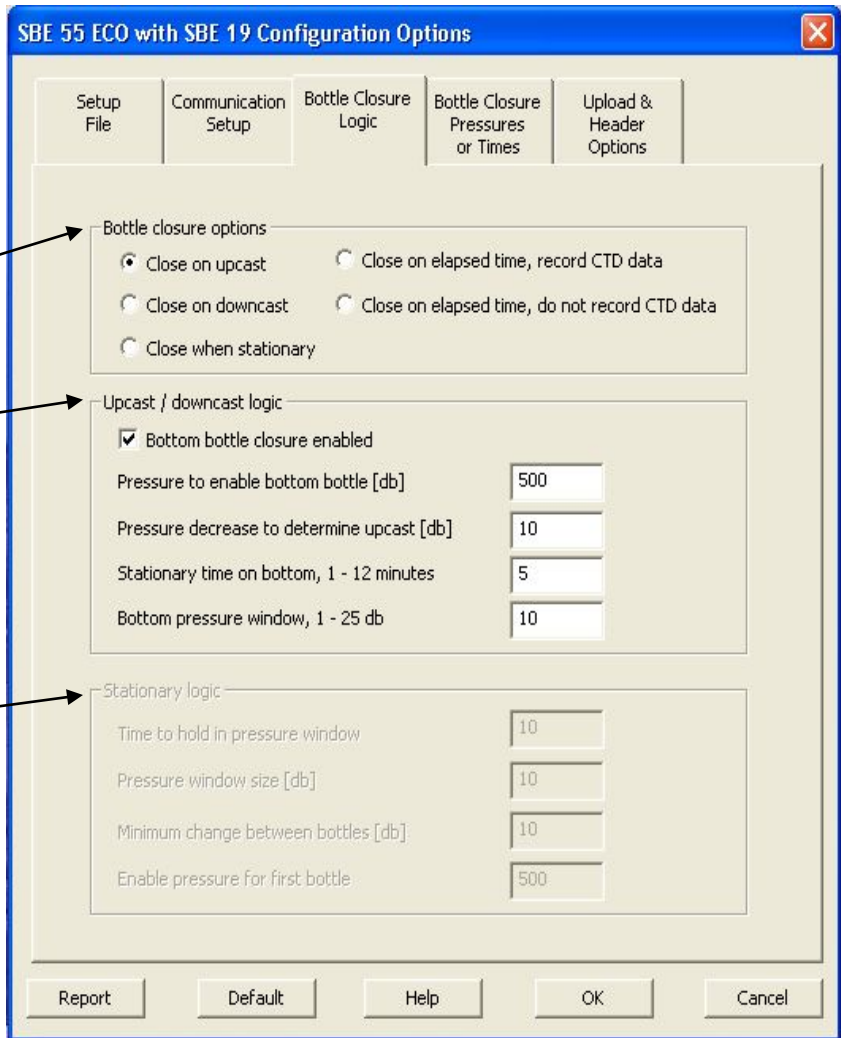 SBE 55 ECO with SBE 19 Configuration Options
Setup
File
Communication
Setup
Bottle Closure
Logic
Bottle Closure
Pressures
or Times
Upload &
Header
Options
Bottle closure options
Close on upcast
Close on elapsed time, record CTD data
Close on downcast
Close on elapsed time, do not record CTD data
Close when stationary
Upcast / downcast logic
Bottom bottle closure enabled
Pressure to enable bottom bottle [db] 500
Pressure decrease to determine upcast [db] 10
Stationary time on bottom, 1 - 12 minutes 5
Bottom pressure window, 1 - 25 db 10
Stationary logic
Time to hold in pressure window 10
Pressure window size [db] 10
Minimum change between bottles [db] 10
Enable pressure for first bottle 500
Report Default Help OK Cancel